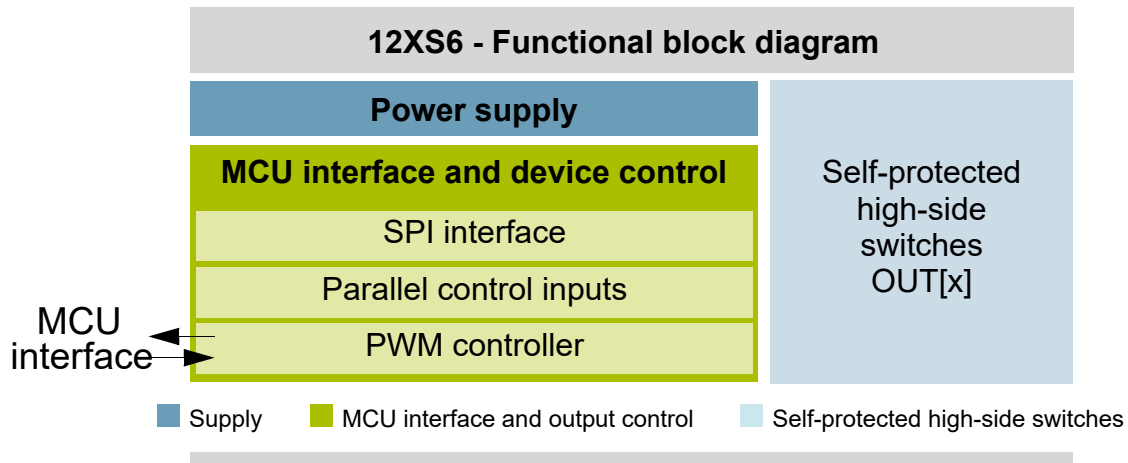 12XS6 - Functional block diagram
Power supply
MCU interface and device control
SPI interface
Parallel control inputs
PWM controller
MCU
interface
Self-protected
high-side
switches
OUT[x]
Supply
MCU interface and output control
Self-protected high-side switches